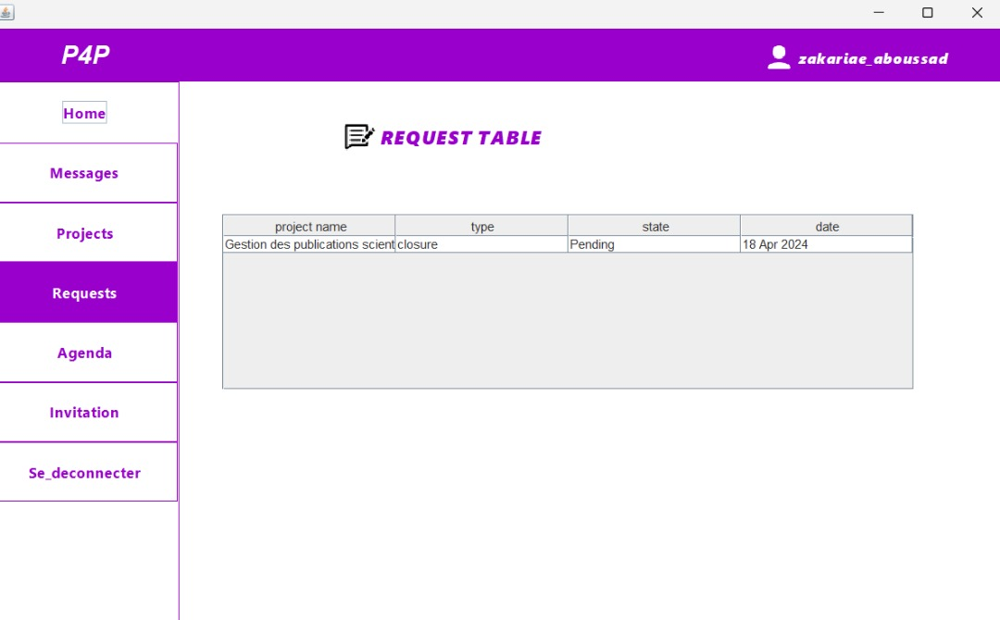 P4P
zakariae_aboussad
Home
Messages
Projects
Requests
Agenda
Invitation
Se_deconnecter
REQUEST TABLE
project name type state date
Gestion des publications scient closure Pending 18 Apr 2024